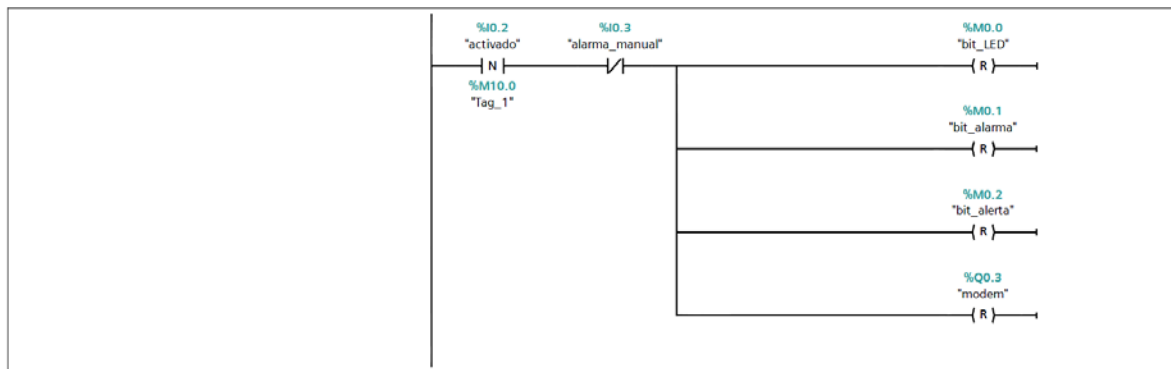 %I0.2
"activado"
N
%M10.0
"Tag_1"
%I0.3
"alarma_manual"
%M0.0
"bit_LED"
R
%M0.1
"bit_alarma"
R
%M0.2
"bit_alerta"
R
%Q0.3
"modem"
R